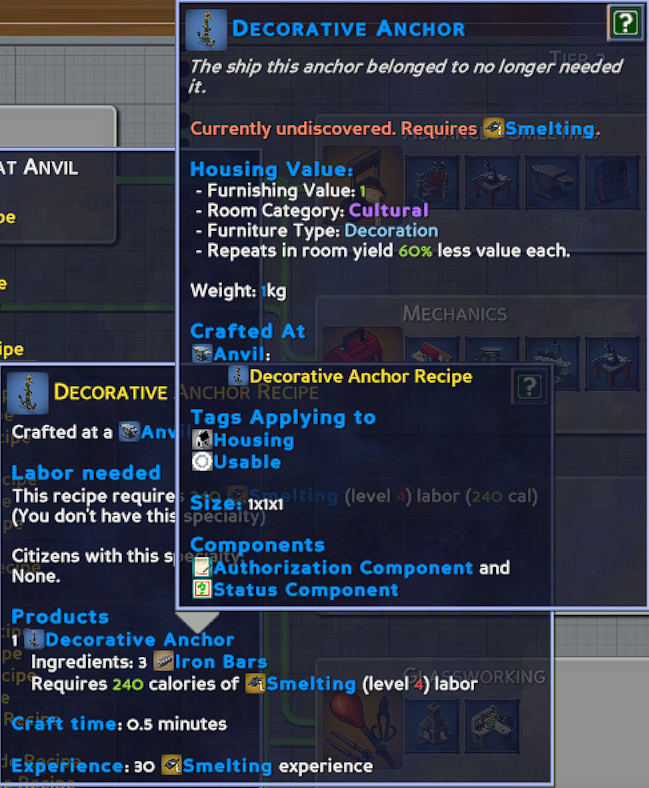 DECORATIVE ANCHOR
?
The ship this anchor belonged to no longer needed
it.
Currently undiscovered. Requires Smelting.
Housing Value:
- Furnishing Value: 1
- Room Category: Cultural
- Furniture Type: Decoration
- Repeats in room yield 60% less value each.
Weight: 1kg
Crafted At
Anvil:
Decorative Anchor Recipe
Tags Applying to
Housing
Usable
Size: 1x1x1
Components
Authorization Component and
Status Component
AT ANVIL
pe
e
ipe
DECORATIVE ANCHOR RECIPE
?
Crafted at a Anv
Labor needed
This recipe requires 240 Smelting (level 4) labor (240 cal)
(You don't have this specialty)
Citizens with this specialty:
None.
Products
1 Decorative Anchor
Ingredients: 3 Iron Bars
Requires 240 calories of Smelting (level 4) labor
Craft time: 0.5 minutes
Experience: 30 Smelting experience
MECHANICS
GLASSWORKING